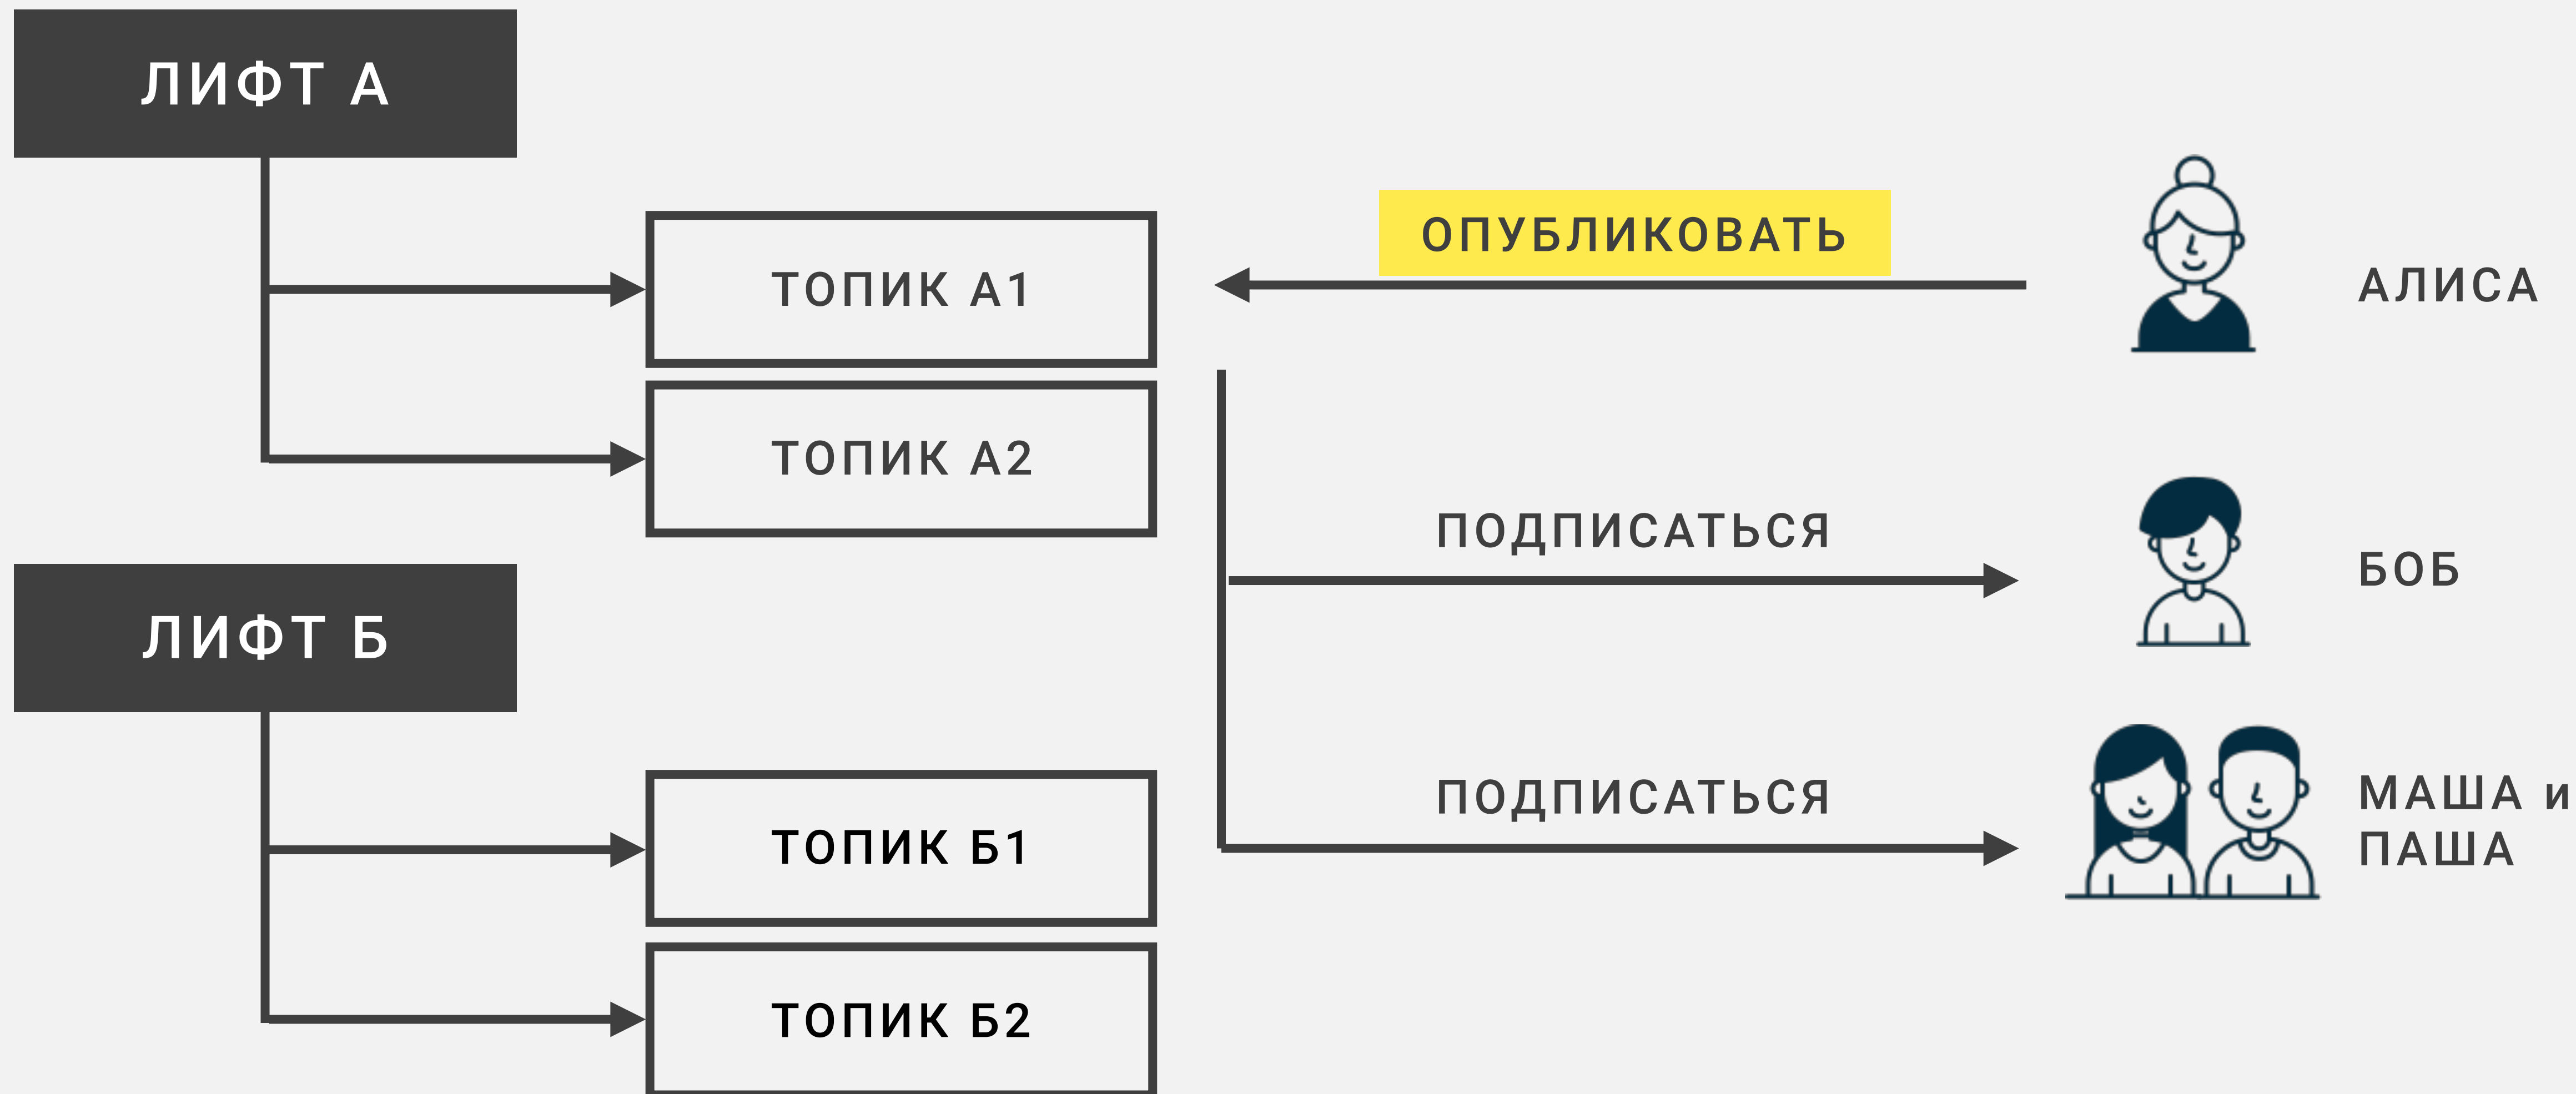 ЛИФТ А
ТОПИК А1
ТОПИК А2
ЛИФТ Б
ТОПИК Б1
ТОПИК Б2
ОПУБЛИКОВАТЬ
АЛИСА
ПОДПИСАТЬСЯ
БОБ
ПОДПИСАТЬСЯ
МАША и
ПАША